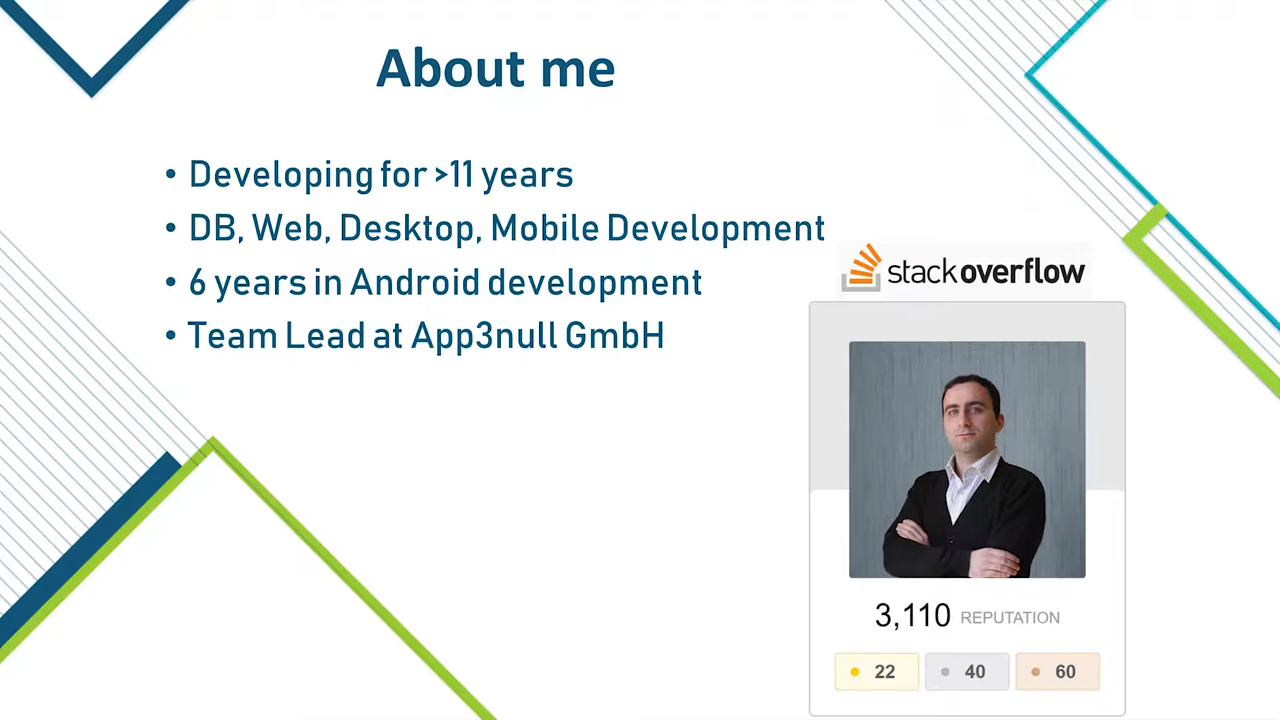 About me
• Developing for >11 years
• DB, Web, Desktop, Mobile Development
• 6 years in Android development
• Team Lead at App3null GmbH
stackoverflow
3,110 REPUTATION
22 40 60